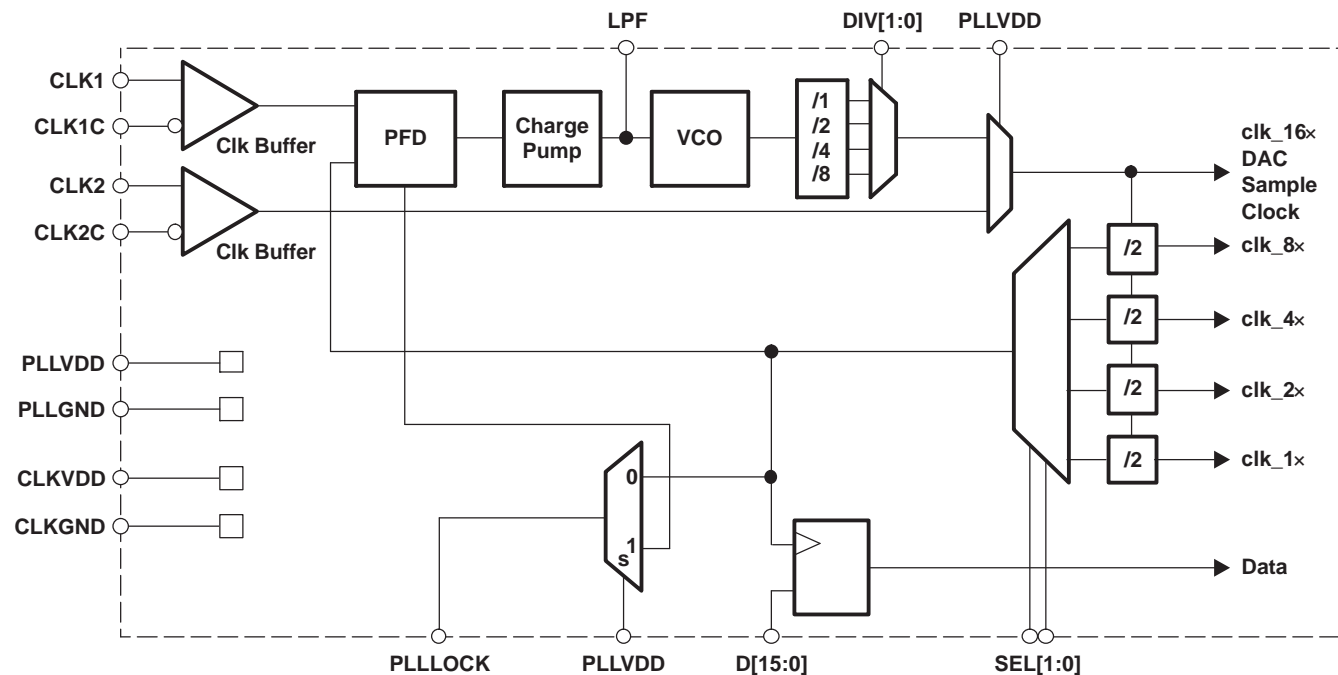 LPF
DIV[1:0]
PLLVDD
CLK1
CLK1C
Clk Buffer
CLK2
CLK2C
Clk Buffer
PFD
Charge
Pump
VCO
/1
/2
/4
/8
clk_16×
DAC
Sample
Clock
/2
clk_8×
/2
clk_4×
/2
clk_2×
/2
clk_1×
PLLVDD
PLLGND
CLKVDD
CLKGND
0
1
s
Data
PLLLOCK
PLLVDD
D[15:0]
SEL[1:0]